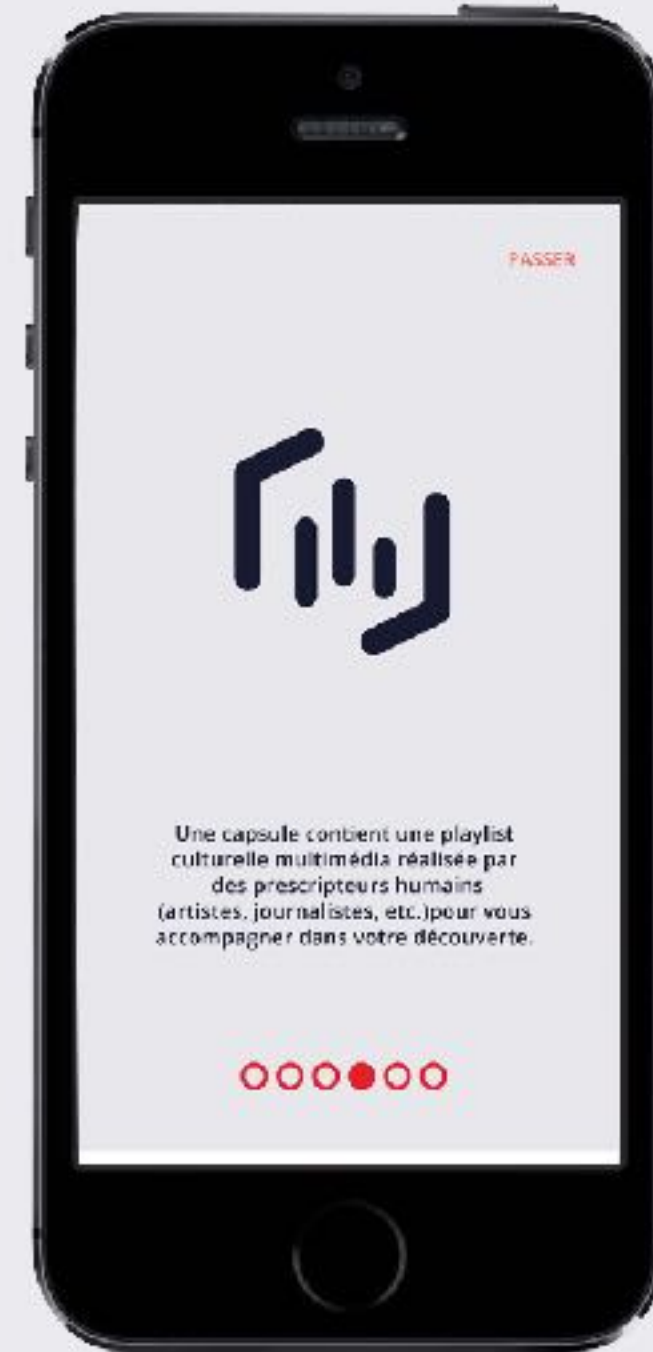 PASSER
Une capsule contient une playlist
culturelle multimédia réalisée par
des prescripteurs humains
(artistes, journalistes, etc.)pour vous
accompagner dans votre découverte.